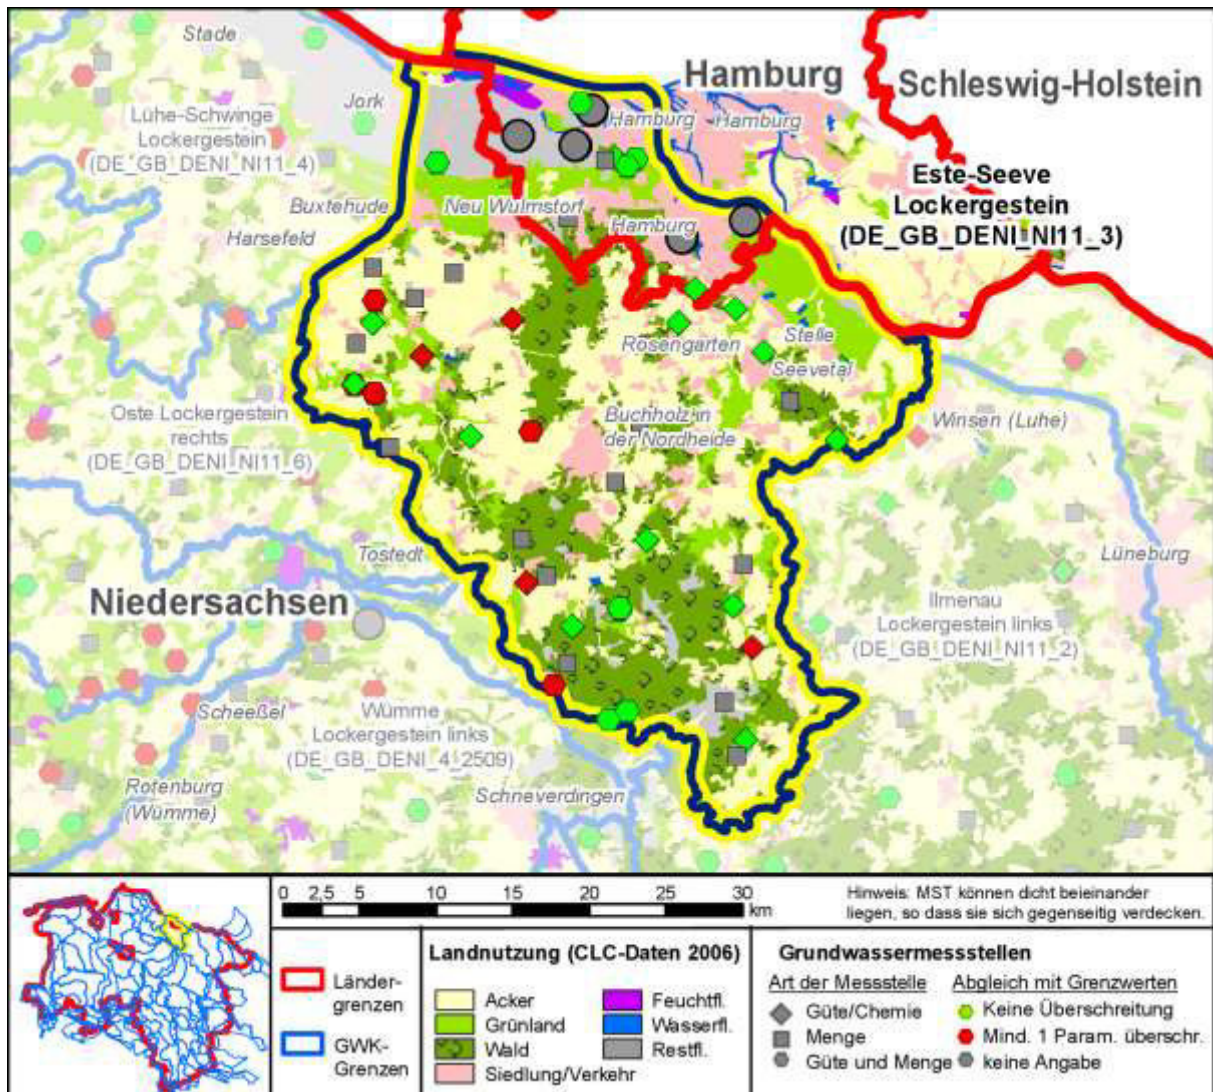 Stade
Hamburg
Schleswig-Holstein
Jork
Lühe-Schwinge
Lockergestein
(DE_GB_DENI_NI11_4)
Hamburg
Hamburg
Este-Seeve
Lockergestein
(DE_GB_DENI_NI11_3)
Buxtehude
Neu Wulmstorf
Hamburg
Harsefeld
Rosengarten
Stelle
Seevetal
Oste Lockergestein
rechts
(DE_GB_DENI_NI11_6)
Buchholz in
der Nordheide
Winsen (Luhe)
Tostedt
Lüneburg
Niedersachsen
Ilmenau
Lockergestein links
(DE_GB_DENI_NI11_2)
Scheeßel
Wümme
Lockergestein links
(DE_GB_DENI_4_2509)
Rotenburg
(Wümme)
Schneverdingen
0 2,5 5 10 15 20 25 30
km
Hinweis: MST können dicht beieinander
liegen, so dass sie sich gegenseitig verdecken.
Länder-
grenzen
GWK-
Grenzen
Landnutzung (CLC-Daten 2006)
Acker
Grünland
Wald
Siedlung/Verkehr
Feuchtfl.
Wasserfl.
Restfl.
Grundwassermessstellen
Art der Messstelle
Güte/Chemie
Menge
Güte und Menge
Abgleich mit Grenzwerten
Keine Überschreitung
Mind. 1 Param. überschr.
keine Angabe